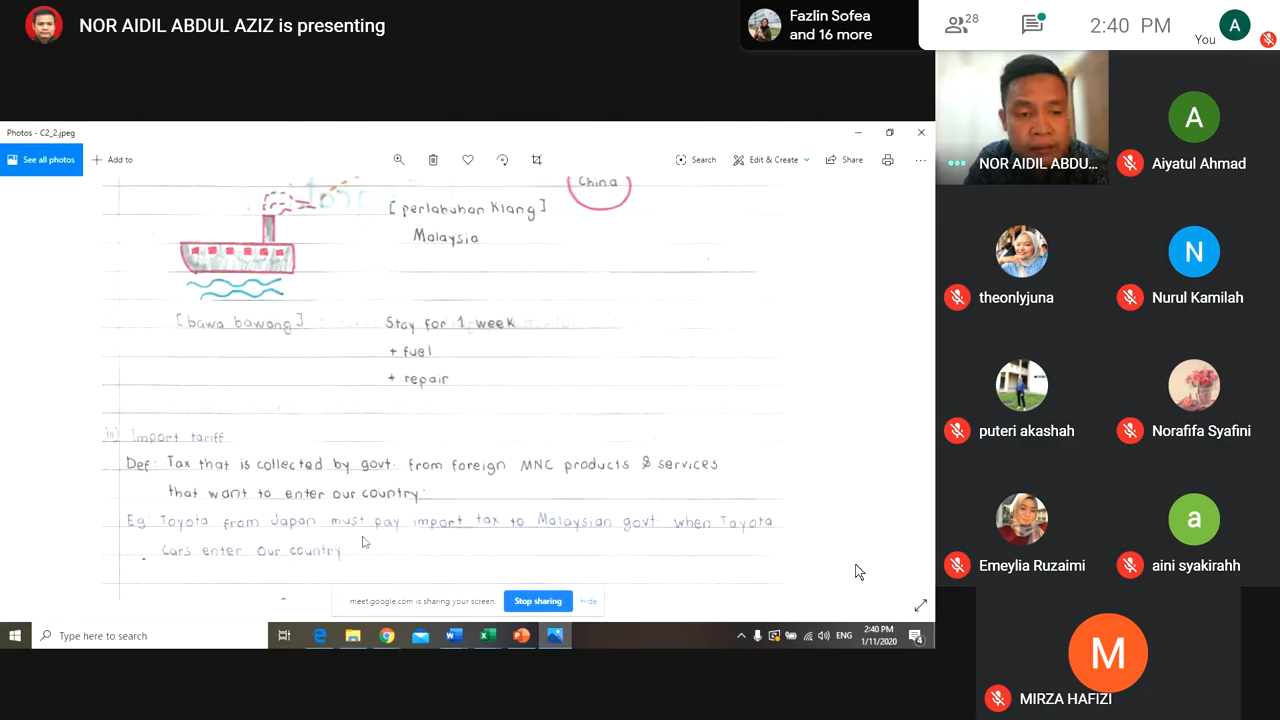 NOR AIDIL ABDUL AZIZ is presenting
Fazlin Sofea
and 16 more
28
2:40 PM
You
A
Photos - C2_2.jpeg
See all photos
Add to
Search
Edit & Create
Share
China
[perlabuhan Klang]
Malaysia
[bawa bawang]
Stay for 1 week
+ fuel
+ repair
iii) Import tariff
Def: Tax that is collected by govt. from foreign MNC products & services
that want to enter our country.
Eg: Toyota from Japan must pay import tax to Malaysian govt. when Toyota
cars enter our country
meet.google.com is sharing your screen.
Stop sharing
Hide
Type here to search
ENG
2:40 PM
1/11/2020
4
NOR AIDIL ABDU...
A
Aiyatul Ahmad
theonlyjuna
N
Nurul Kamilah
puteri akashah
Norafifa Syafini
Emeylia Ruzaimi
a
aini syakirahh
M
MIRZA HAFIZI